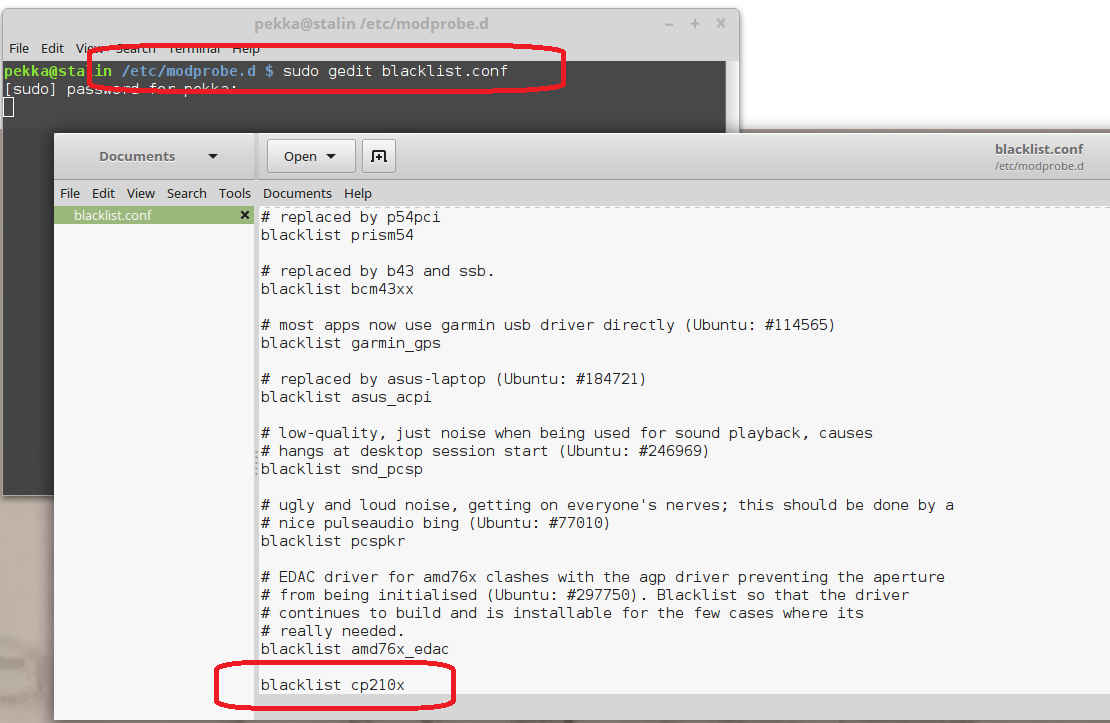 pekka@stalin /etc/modprobe.d
File Edit View Search Terminal Help
pekka@stalin /etc/modprobe.d $ sudo gedit blacklist.conf
[sudo] password for pekka:
Documents
Open
blacklist.conf
/etc/modprobe.d
File Edit View Search Tools Documents Help
blacklist.conf
# replaced by p54pci
blacklist prism54
# replaced by b43 and ssb.
blacklist bcm43xx
# most apps now use garmin usb driver directly (Ubuntu: #114565)
blacklist garmin_gps
# replaced by asus-laptop (Ubuntu: #184721)
blacklist asus_acpi
# low-quality, just noise when being used for sound playback, causes
# hangs at desktop session start (Ubuntu: #246969)
blacklist snd_pcsp
# ugly and loud noise, getting on everyone's nerves; this should be done by a
# nice pulseaudio bing (Ubuntu: #77010)
blacklist pcspkr
# EDAC driver for amd76x clashes with the agp driver preventing the aperture
# from being initialised (Ubuntu: #297750). Blacklist so that the driver
# continues to build and is installable for the few cases where its
# really needed.
blacklist amd76x_edac
blacklist cp210x